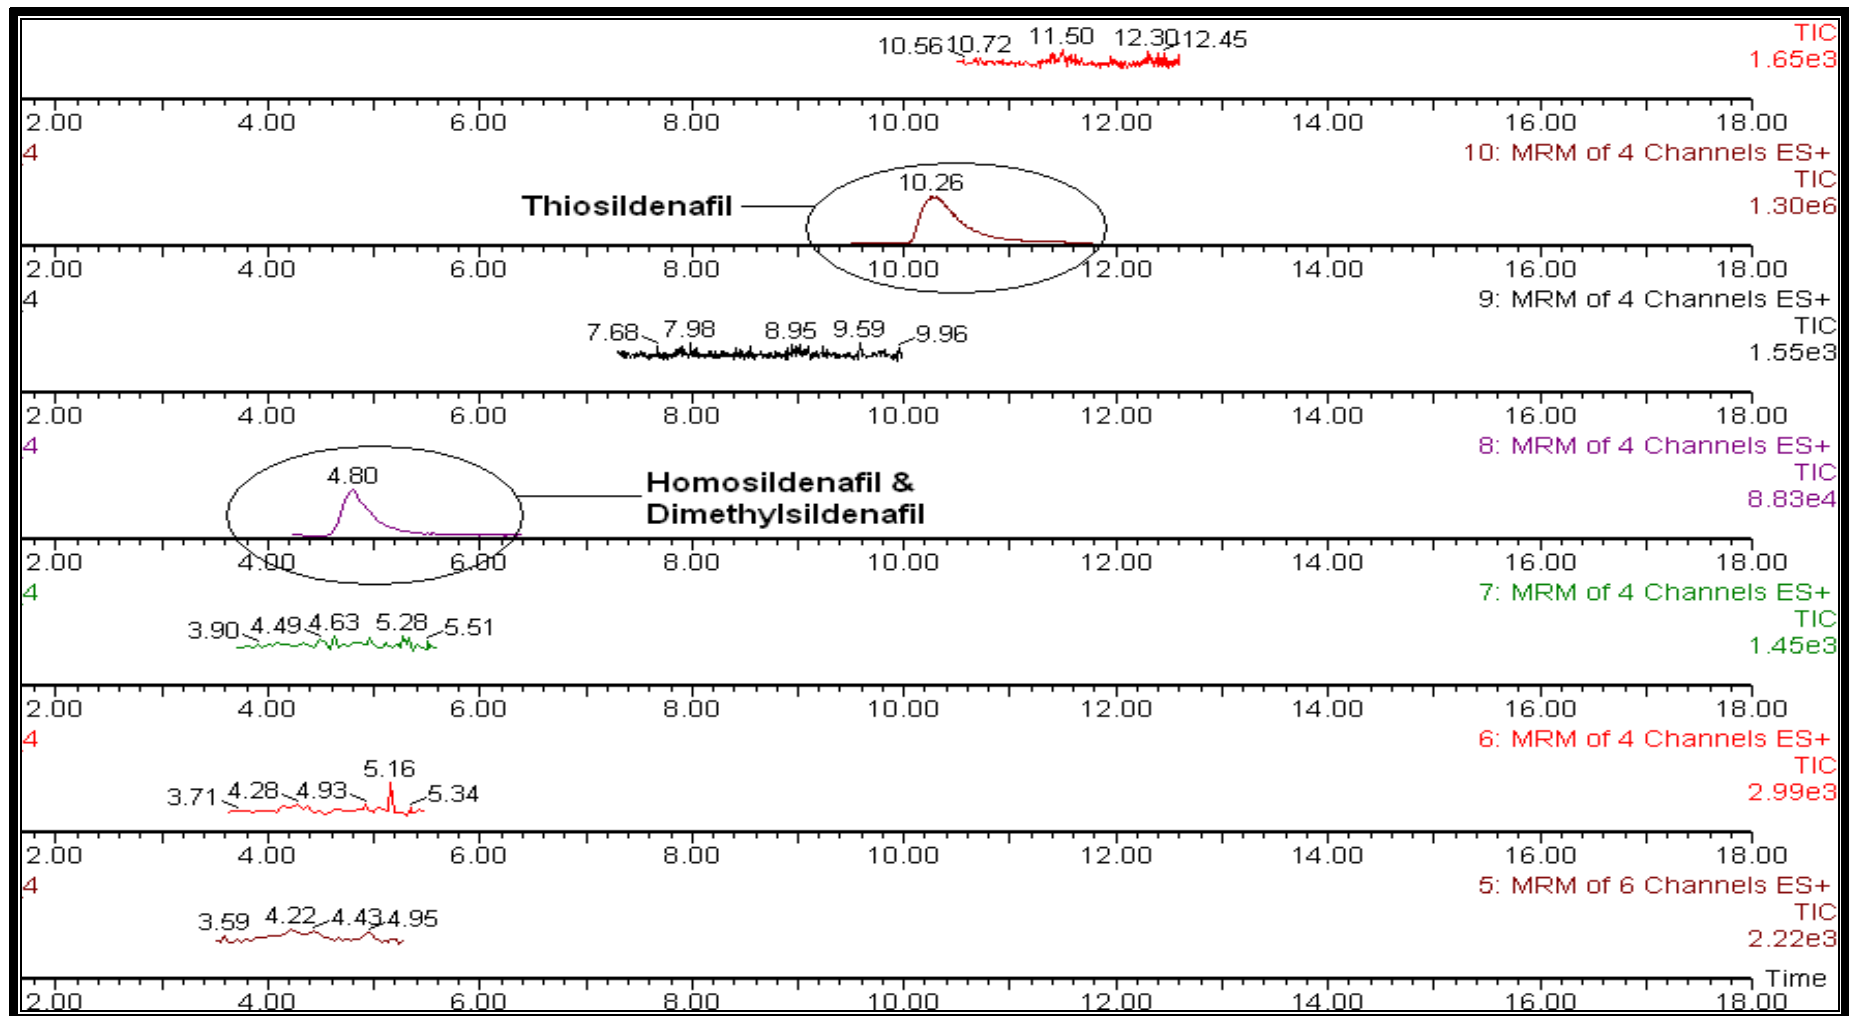 TIC
10.56 10.72 11.50 12.30 12.45
1.65e3
2.00 4.00 6.00 8.00 10.00 12.00 14.00 16.00 18.00
4
10: MRM of 4 Channels ES+
TIC
10.26
Thiosildenafil
1.30e6
2.00 4.00 6.00 8.00 10.00 12.00 14.00 16.00 18.00
4
9: MRM of 4 Channels ES+
TIC
7.68 7.98 8.95 9.59 9.96
1.55e3
2.00 4.00 6.00 8.00 10.00 12.00 14.00 16.00 18.00
4
8: MRM of 4 Channels ES+
TIC
4.80
Homosildenafil &
Dimethylsildenafil
8.83e4
2.00 4.00 6.00 8.00 10.00 12.00 14.00 16.00 18.00
4
7: MRM of 4 Channels ES+
TIC
3.90 4.49 4.63 5.28 5.51
1.45e3
2.00 4.00 6.00 8.00 10.00 12.00 14.00 16.00 18.00
4
6: MRM of 4 Channels ES+
TIC
5.16
3.71 4.28 4.93 5.34
2.99e3
2.00 4.00 6.00 8.00 10.00 12.00 14.00 16.00 18.00
4
5: MRM of 6 Channels ES+
TIC
3.59 4.22 4.43 4.95
2.22e3
Time
2.00 4.00 6.00 8.00 10.00 12.00 14.00 16.00 18.00